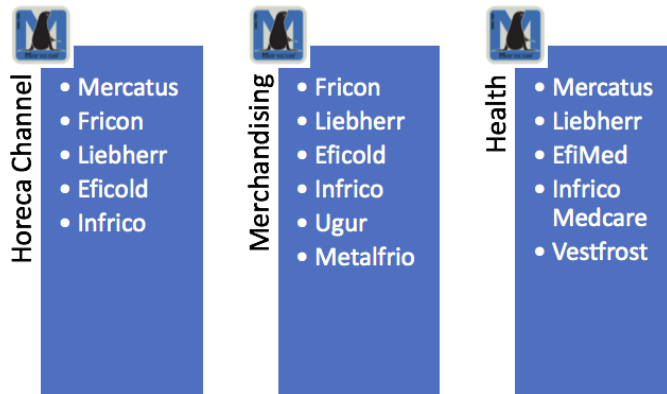 Horeca Channel
• Mercatus
• Fricon
• Liebherr
• Eficold
• Infrico
Merchandising
• Fricon
• Liebherr
• Eficold
• Infrico
• Ugur
• Metalfrio
Health
• Mercatus
• Liebherr
• EfiMed
• Infrico
Medcare
• Vestfrost